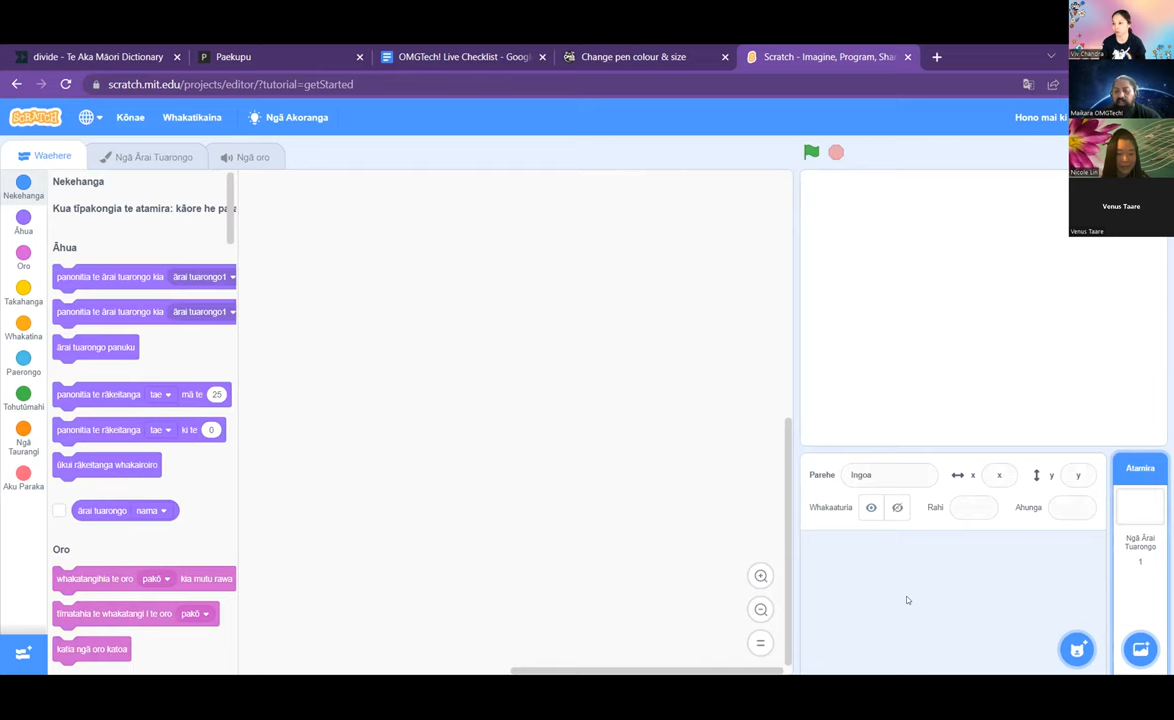 divide - Te Aka Māori Dictionary
Paekupu
OMGTech! Live Checklist - Googl
Change pen colour & size
Scratch - Imagine, Program, Shar
Viv Chandra
scratch.mit.edu/projects/editor/?tutorial=getStarted
SCRATCH
Kōnae
Whakatikaina
Ngā Akoranga
Hono mai ki
Maikara OMGTech!
Waehere
Ngā Ārai Tuarongo
Ngā oro
Nicole Lin
Venus Taare
Venus Taare
Nekehanga
Āhua
Oro
Takahanga
Whakatina
Paerongo
Tohutūmahi
Ngā
Taurangi
Aku Paraka
Nekehanga
Kua tīpakongia te atamira: kāore he pa
Āhua
panonitia te ārai tuarongo kia ārai tuarongo1
panonitia te ārai tuarongo kia ārai tuarongo1
ārai tuarongo panuku
panonitia te rākeitanga tae mā te 25
panonitia te rākeitanga tae ki te 0
ūkui rākeitanga whakairoiro
ārai tuarongo nama
Oro
whakatangihia te oro pakō kia mutu rawa
tīmatahia te whakatangi i te oro pakō
katia ngā oro katoa
Parehe Ingoa x x y y
Whakaaturia Rahi Ahunga
Atamira
Ngā Ārai
Tuarongo
1